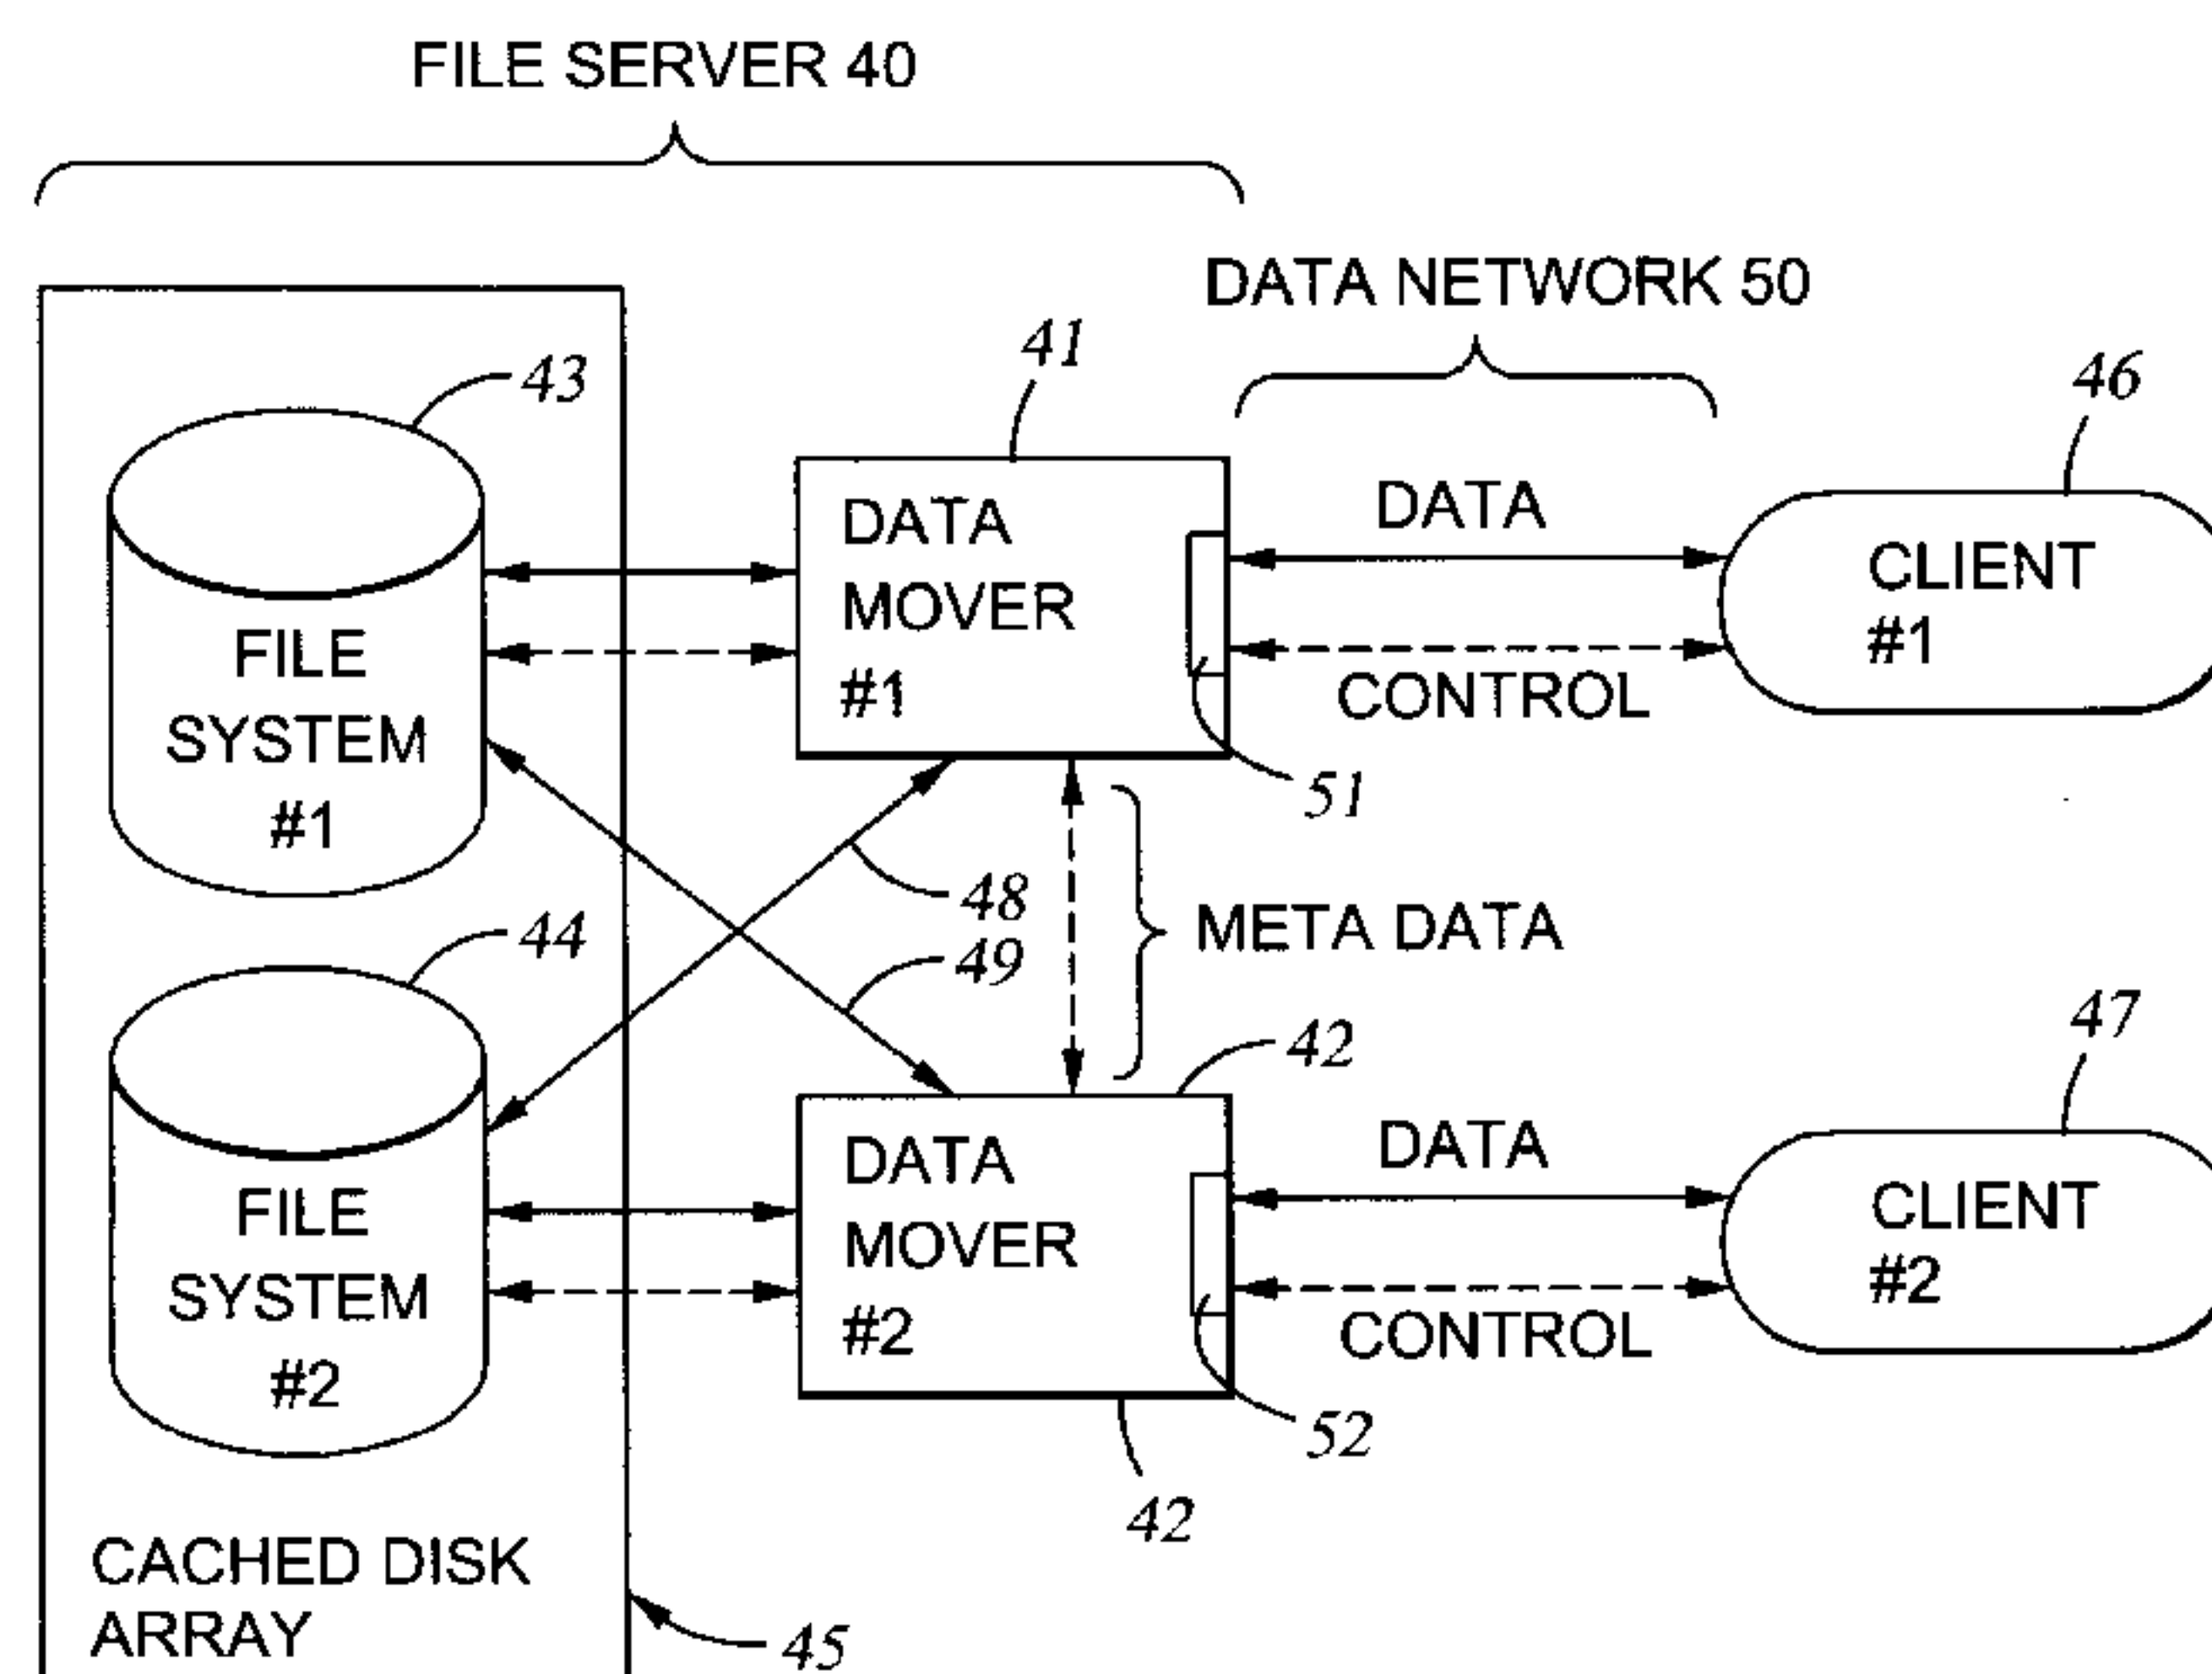 FILE SERVER 40
DATA NETWORK 50
43
41
46
DATA
MOVER
#1
DATA
CONTROL
CLIENT
#1
FILE
SYSTEM
#1
51
48
49
META DATA
44
42
47
DATA
MOVER
#2
DATA
CONTROL
CLIENT
#2
FILE
SYSTEM
#2
52
42
CACHED DISK
ARRAY
45